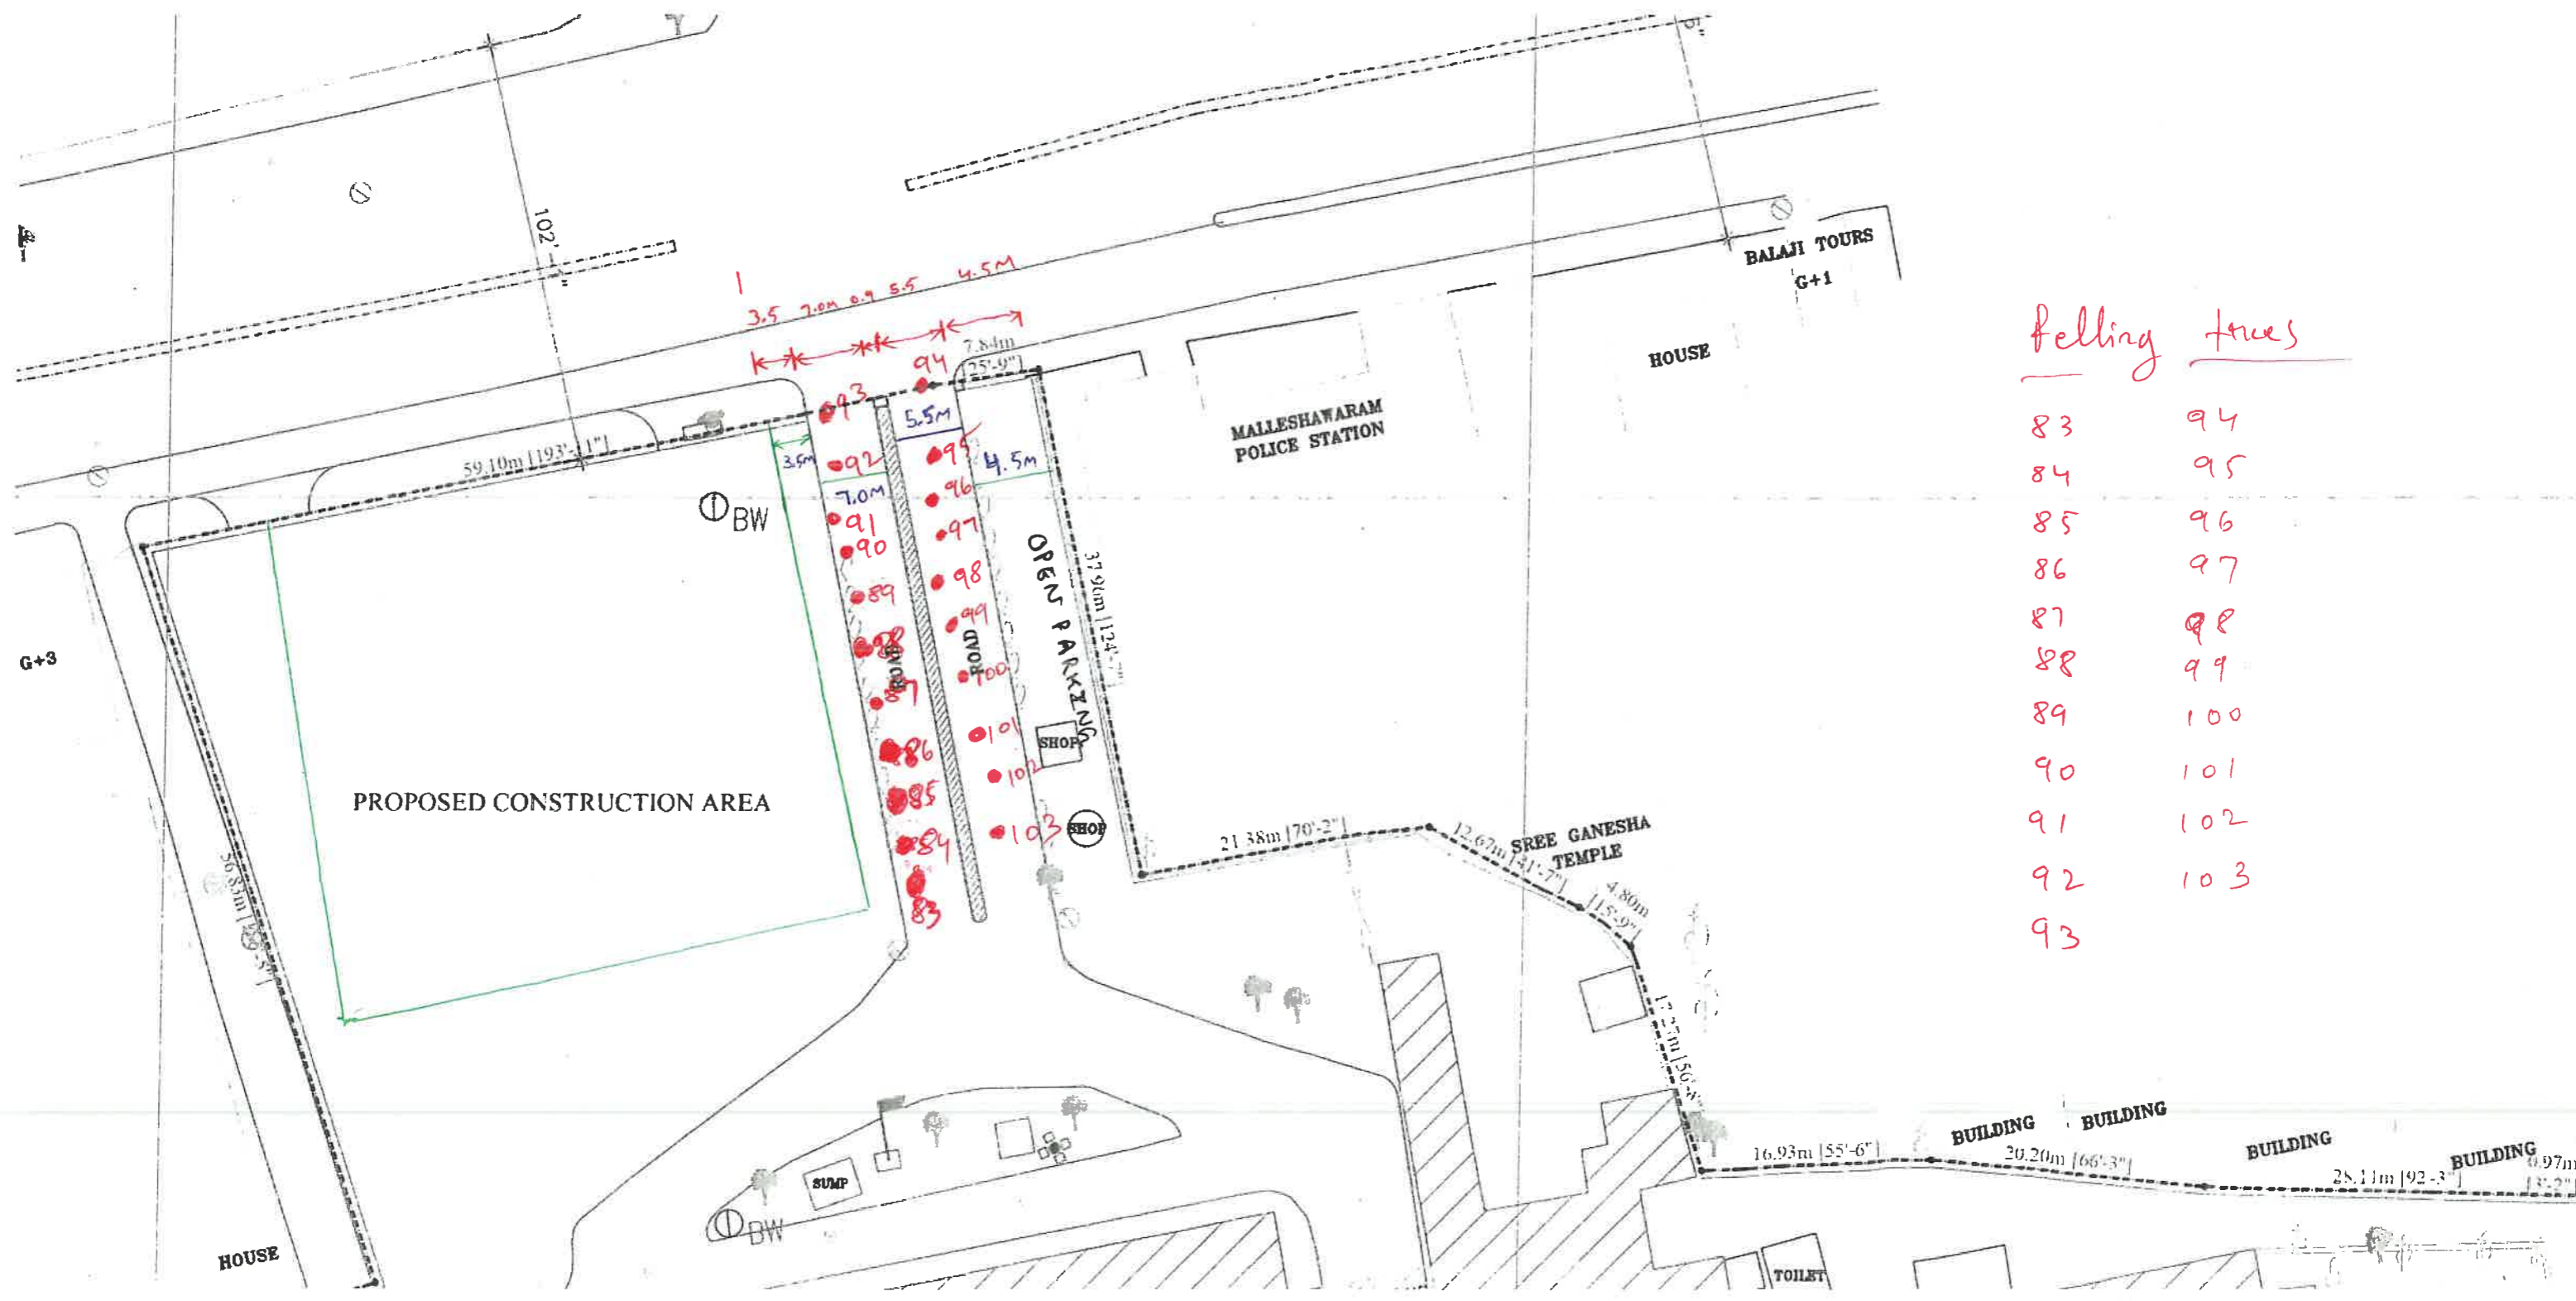 102'-
BALAJI TOURS
G+1
HOUSE
MALLESHAWARAM
POLICE STATION
3.5 7.0M 0.9 5.5 4.5M
7.84m
[25'-9"]
94
93
5.5M
59.10m [193'-11"]
3.5M
92
95
4.5M
7.0M
96
BW
91
97
90
98
89
99
OPEN PARKING
37.96m [124'-7"]
88
ROAD
ROAD
100
87
101
SHOP
86
102
85
103
SHOP
84
83
G+3
PROPOSED CONSTRUCTION AREA
21.38m [70'-2"]
12.67m [41'-7"]
SREE GANESHA
TEMPLE
4.80m
[15'-9"]
Felling trees
83 94
84 95
85 96
86 97
87 98
88 99
89 100
90 101
91 102
92 103
93
SUMP
BW
HOUSE
16.93m [55'-6"]
BUILDING
BUILDING
20.20m [66'-3"]
BUILDING
28.11m [92'-3"]
BUILDING
0.97m
[3'-2"]
TOILET